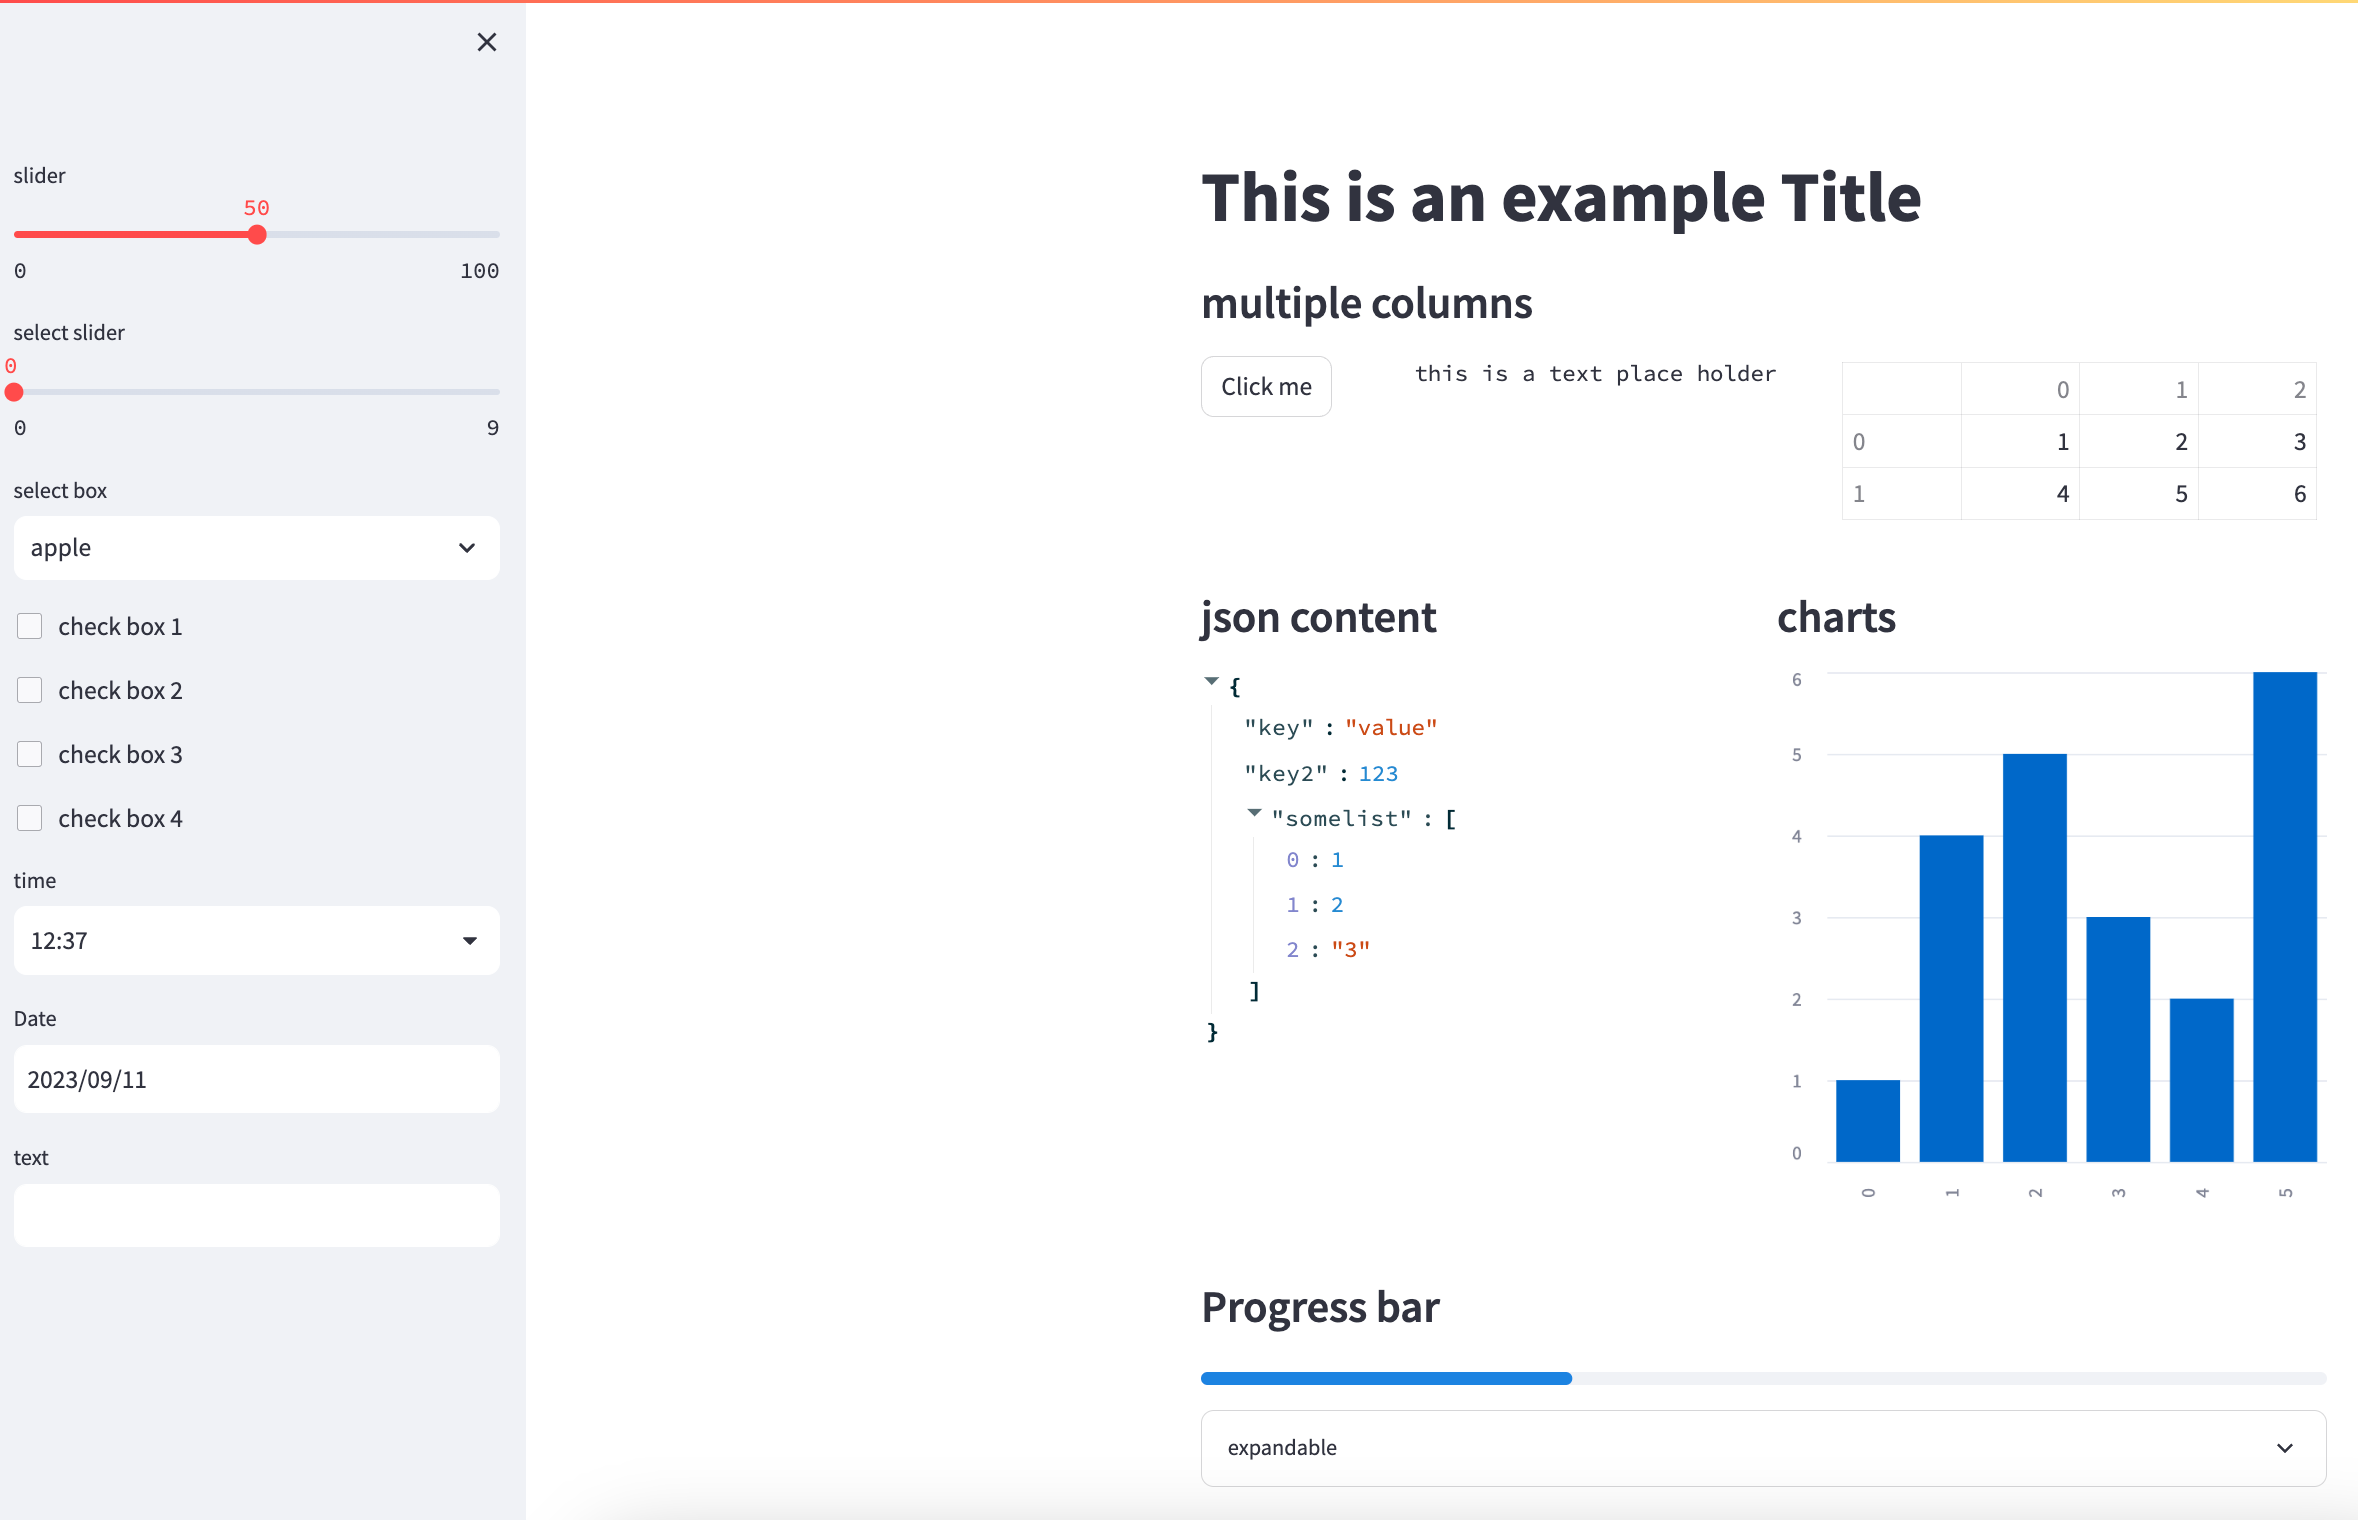 slider
50
0 100
select slider
0
0 9
select box
apple
check box 1
check box 2
check box 3
check box 4
time
12:37
Date
2023/09/11
text
This is an example Title
multiple columns
Click me
this is a text place holder
0 1 2
0 1 2 3
1 4 5 6
json content
{
"key" : "value"
"key2" : 123
"somelist" : [
0 : 1
1 : 2
2 : "3"
]
}
charts
6
5
4
3
2
1
0
0 1 2 3 4 5
Progress bar
expandable